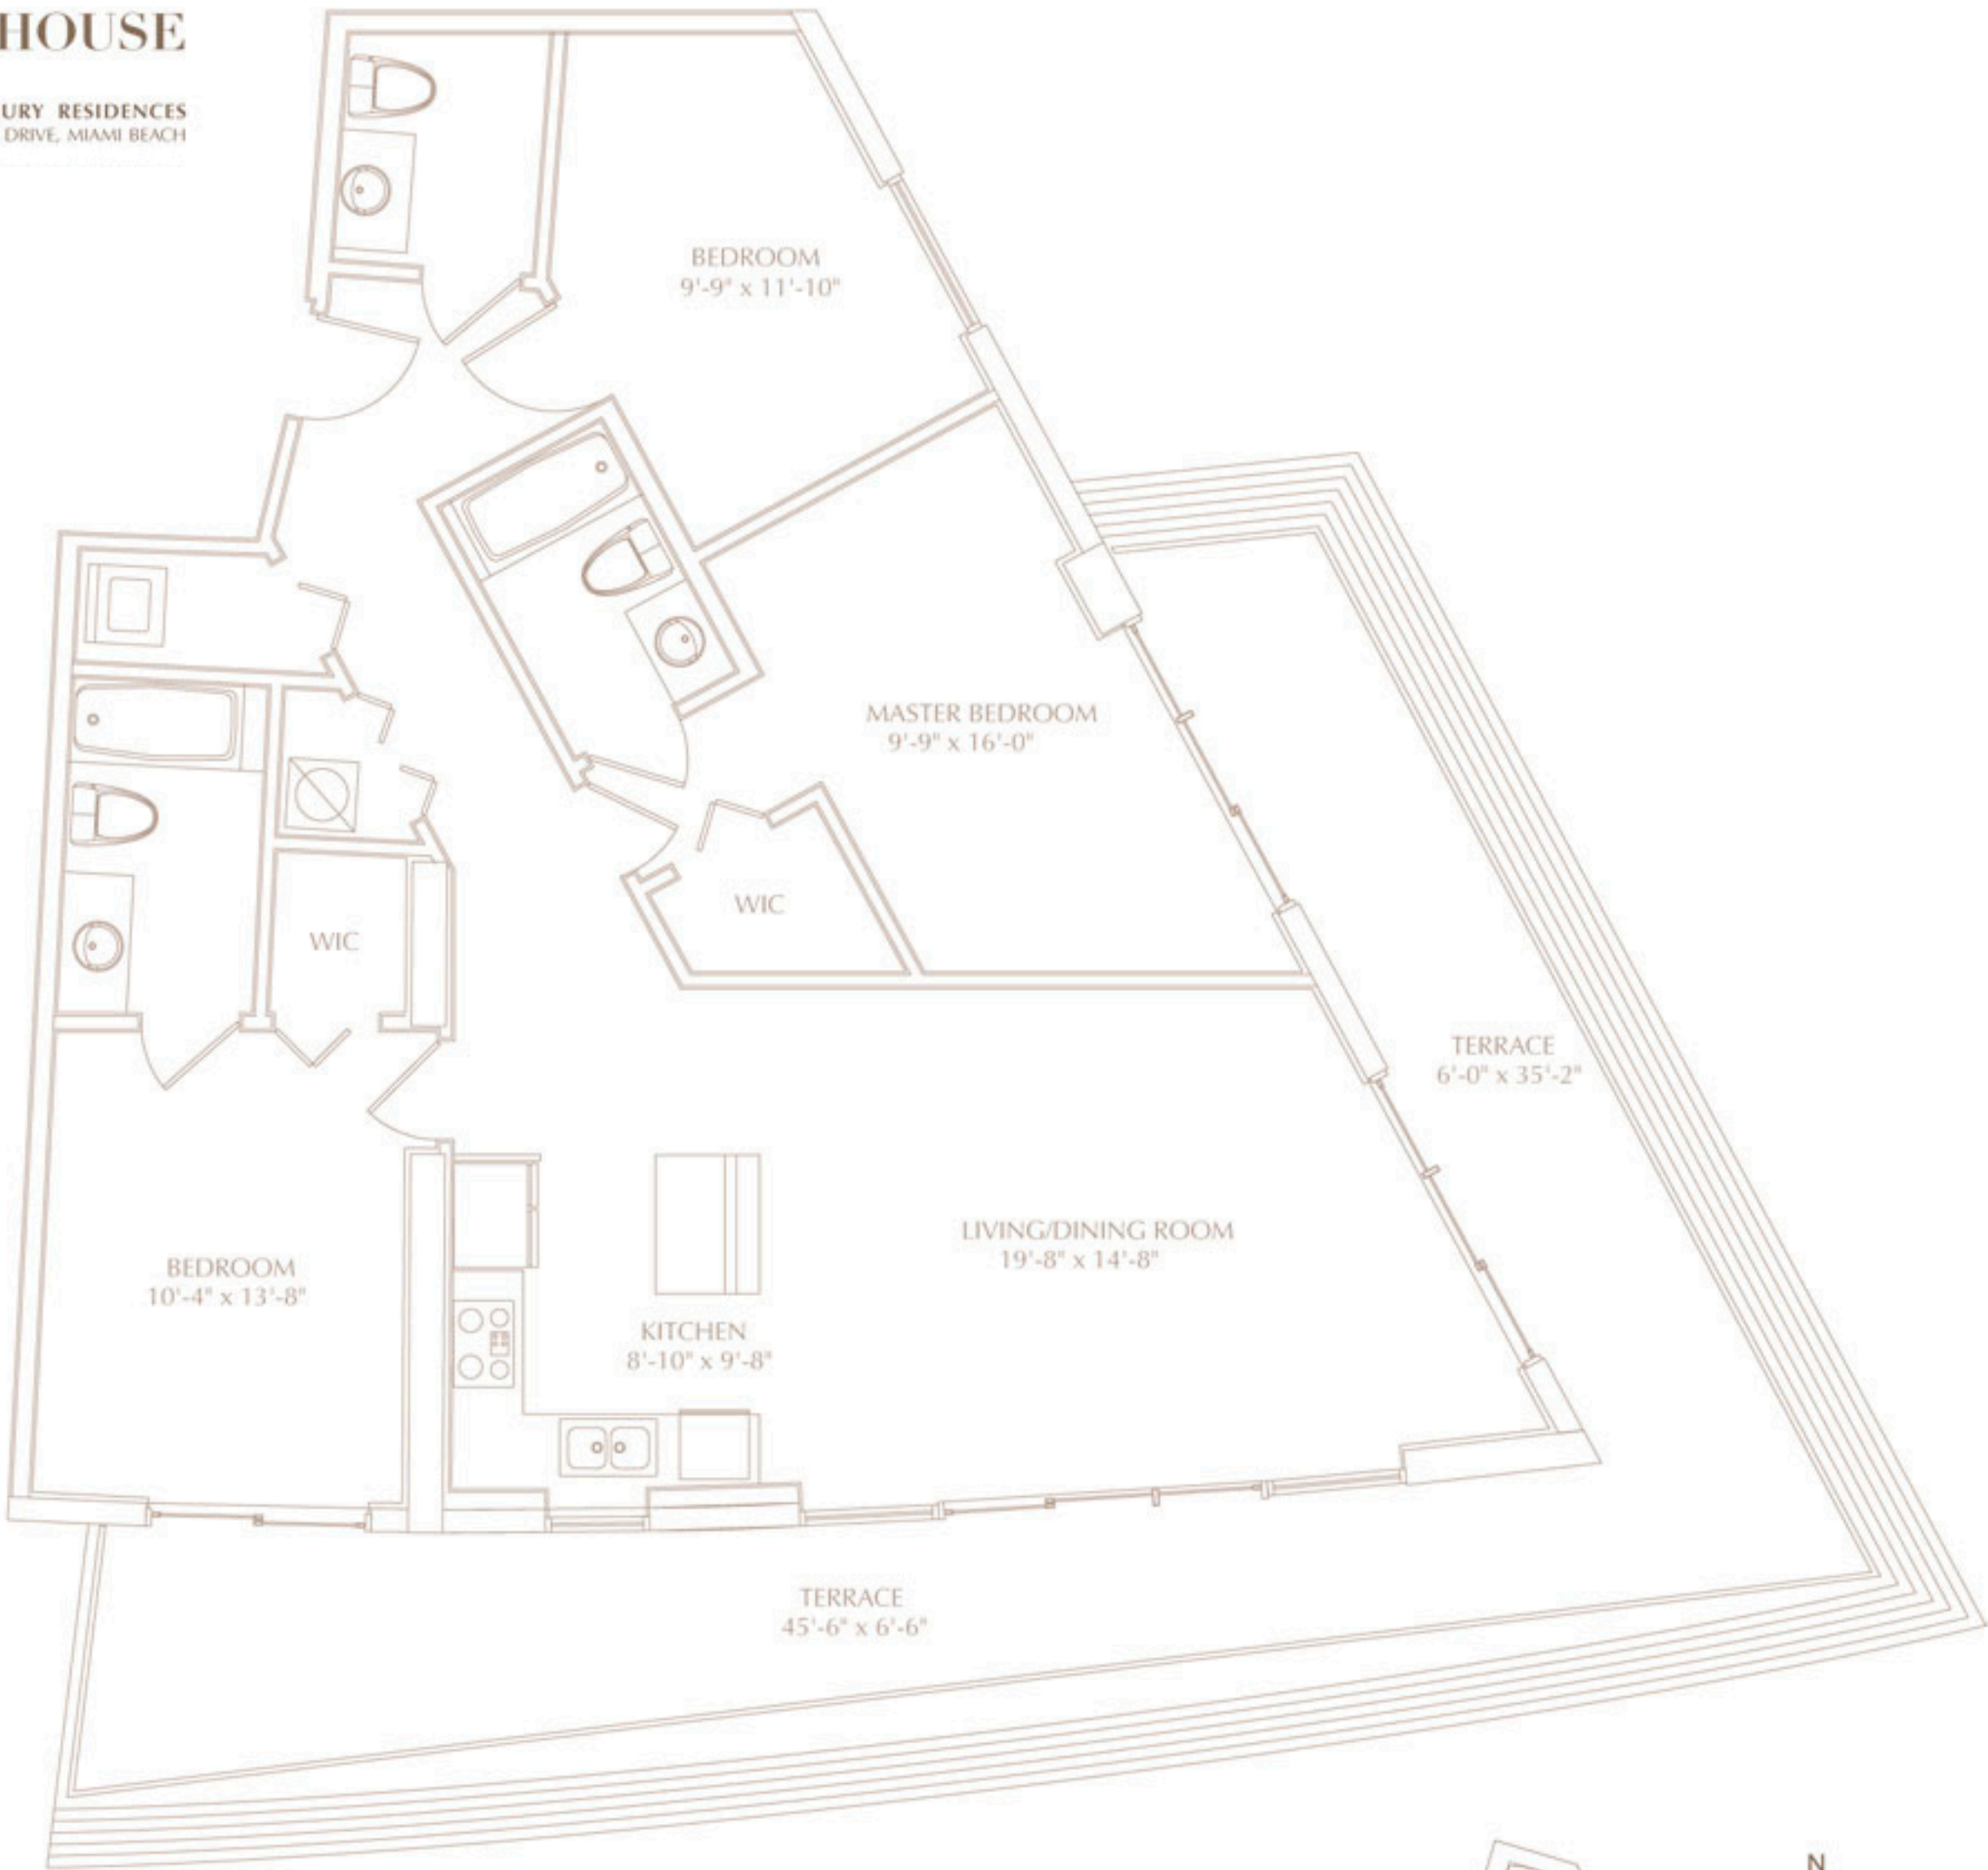 HOUSE
URY RESIDENCES
DRIVE, MIAMI BEACH
BEDROOM
9'-9" x 11'-10"
MASTER BEDROOM
9'-9" x 16'-0"
WIC
WIC
TERRACE
6'-0" x 35'-2"
LIVING/DINING ROOM
19'-8" x 14'-8"
BEDROOM
10'-4" x 13'-8"
KITCHEN
8'-10" x 9'-8"
TERRACE
45'-6" x 6'-6"
N